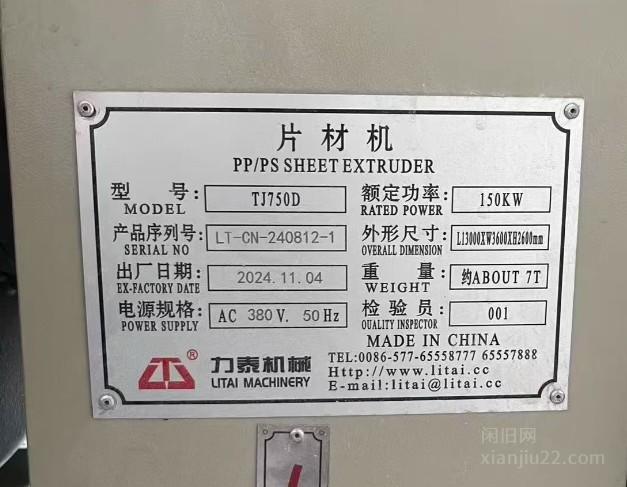 片材机
PP/PS SHEET EXTRUDER
型 号: TJ750D 额定功率: 150KW
MODEL RATED POWER
产品序列号: LT-CN-240812-1 外形尺寸: L13000XW3600XH2600mm
SERIAL NO OVERALL DIMENSION
出厂日期: 2024.11.04 重 量: 约ABOUT 7T
EX-FACTORY DATE WEIGHT
电源规格: AC 380V. 50Hz 检验员: 001
POWER SUPPLY QUALITY INSPECTOR
MADE IN CHINA
® 力泰机械 TEL:0086-577-65558777 65557888
LITAI MACHINERY Http://www.litai.cc
E-mail:litai@litai.cc
闲旧网
xianjiu22.com